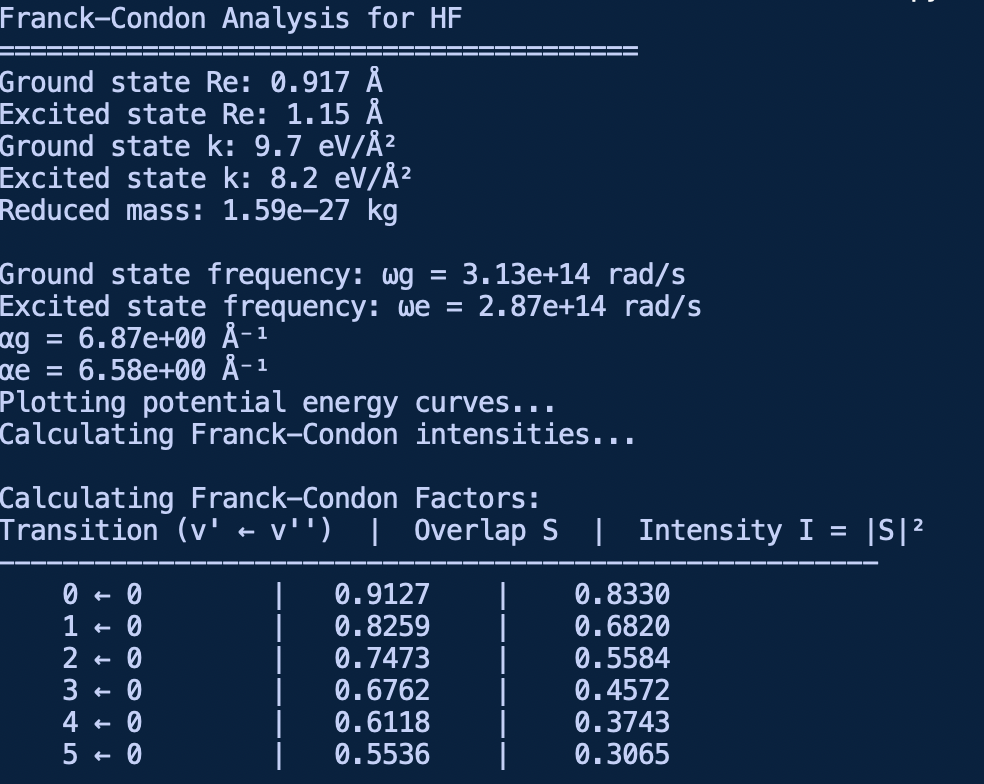 Franck–Condon Analysis for HF
========================================
Ground state Re: 0.917 Å
Excited state Re: 1.15 Å
Ground state k: 9.7 eV/Å²
Excited state k: 8.2 eV/Å²
Reduced mass: 1.59e−27 kg
Ground state frequency: ωg = 3.13e+14 rad/s
Excited state frequency: ωe = 2.87e+14 rad/s
αg = 6.87e+00 Å⁻¹
αe = 6.58e+00 Å⁻¹
Plotting potential energy curves...
Calculating Franck–Condon intensities...
Calculating Franck–Condon Factors:
Transition (v' ← v'')  |  Overlap S  |  Intensity I = |S|²
-------------------------------------------------------
    0 ← 0        |   0.9127    |    0.8330
    1 ← 0        |   0.8259    |    0.6820
    2 ← 0        |   0.7473    |    0.5584
    3 ← 0        |   0.6762    |    0.4572
    4 ← 0        |   0.6118    |    0.3743
    5 ← 0        |   0.5536    |    0.3065